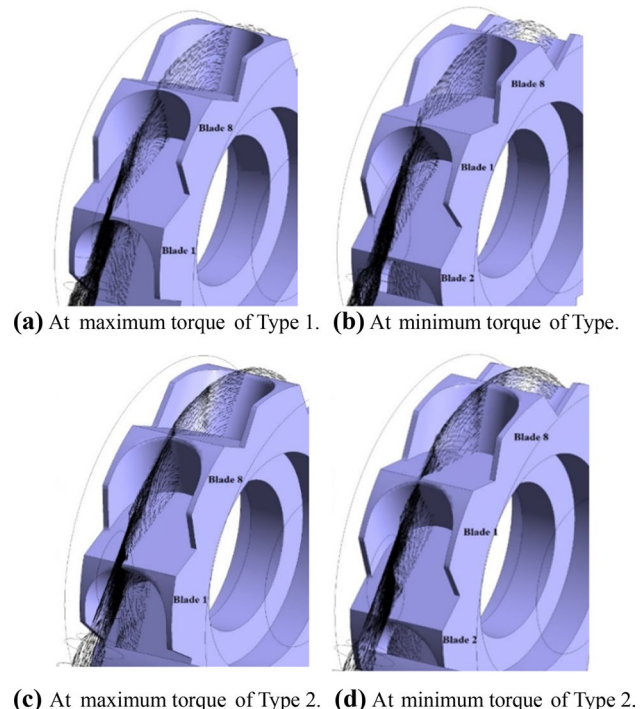 Blade 8
Blade 1
Blade 8
Blade 1
Blade 2
(a) At maximum torque of Type 1.
(b) At minimum torque of Type.
Blade 8
Blade 1
Blade 8
Blade 1
Blade 2
(c) At maximum torque of Type 2.
(d) At minimum torque of Type 2.